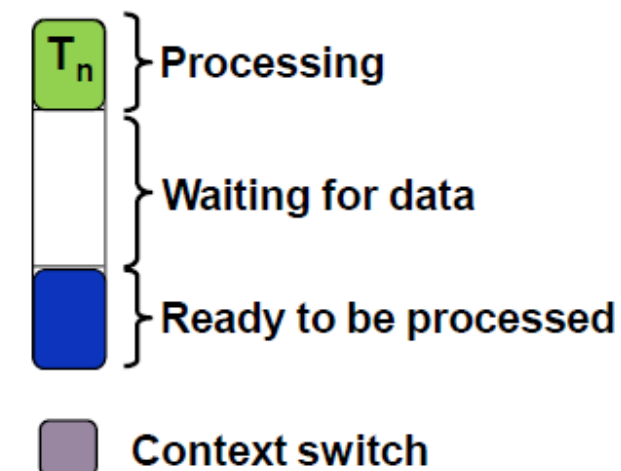 Tn
Processing
Waiting for data
Ready to be processed
Context switch